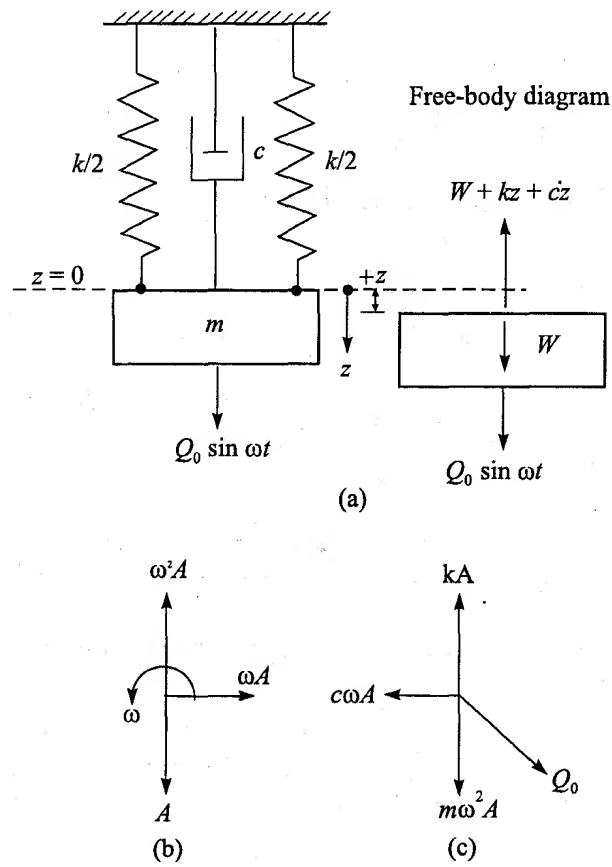 Free-body diagram
k/2
c
k/2
W + kz + cż
z = 0
+z
m
z
W
Q₀ sin ωt
Q₀ sin ωt
(a)
ω²A
kA
ωA
cωA
ω
Q₀
A
mω²A
(b)
(c)